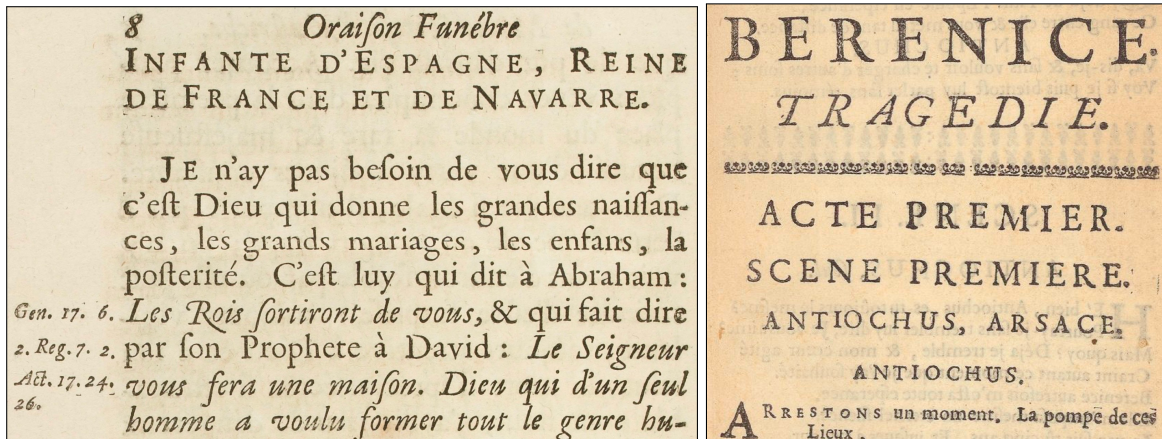 8 Oraiſon Funébre
INFANTE D'ESPAGNE, REINE
DE FRANCE ET DE NAVARRE.
JE n'ay pas beſoin de vous dire que
c'eſt Dieu qui donne les grandes naiſſan-
ces, les grands mariages, les enfans, la
poſterité. C'eſt luy qui dit à Abraham :
Gen. 17. 6. Les Rois ſortiront de vous, & qui fait dire
2. Reg. 7. 2. par ſon Prophete à David : Le Seigneur
Act. 17. 24. vous fera une maiſon. Dieu qui d'un ſeul
26. homme a voulu former tout le genre hu-
BERENICE.
TRAGEDIE.
ACTE PREMIER.
SCENE PREMIERE.
ANTIOCHUS, ARSACE.
ANTIOCHUS.
ARRESTONS un moment. La pompe de ces
Lieux,